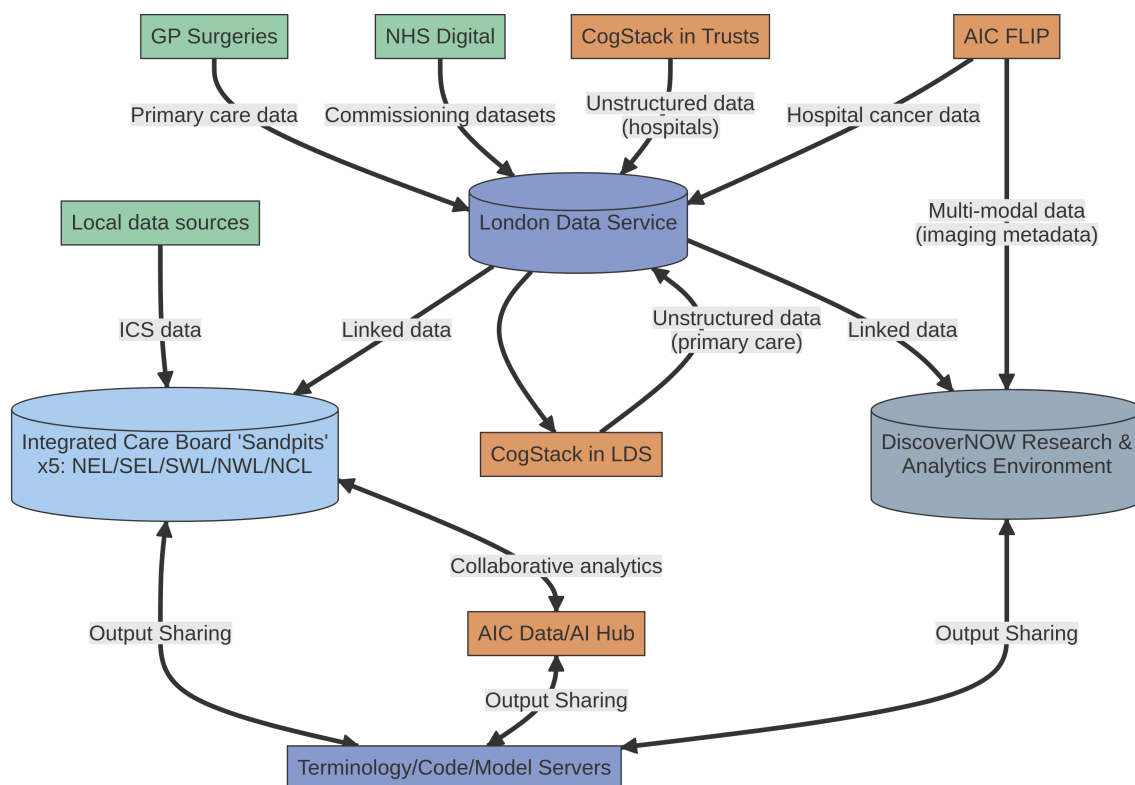 GP Surgeries
NHS Digital
CogStack in Trusts
AIC FLIP
Primary care data
Commissioning datasets
Unstructured data
(hospitals)
Hospital cancer data
Local data sources
London Data Service
Multi-modal data
(imaging metadata)
ICS data
Linked data
Unstructured data
(primary care)
Linked data
Integrated Care Board 'Sandpits'
x5: NEL/SEL/SWL/NWL/NCL
CogStack in LDS
DiscoverNOW Research &
Analytics Environment
Collaborative analytics
Output Sharing
AIC Data/AI Hub
Output Sharing
Output Sharing
Terminology/Code/Model Servers